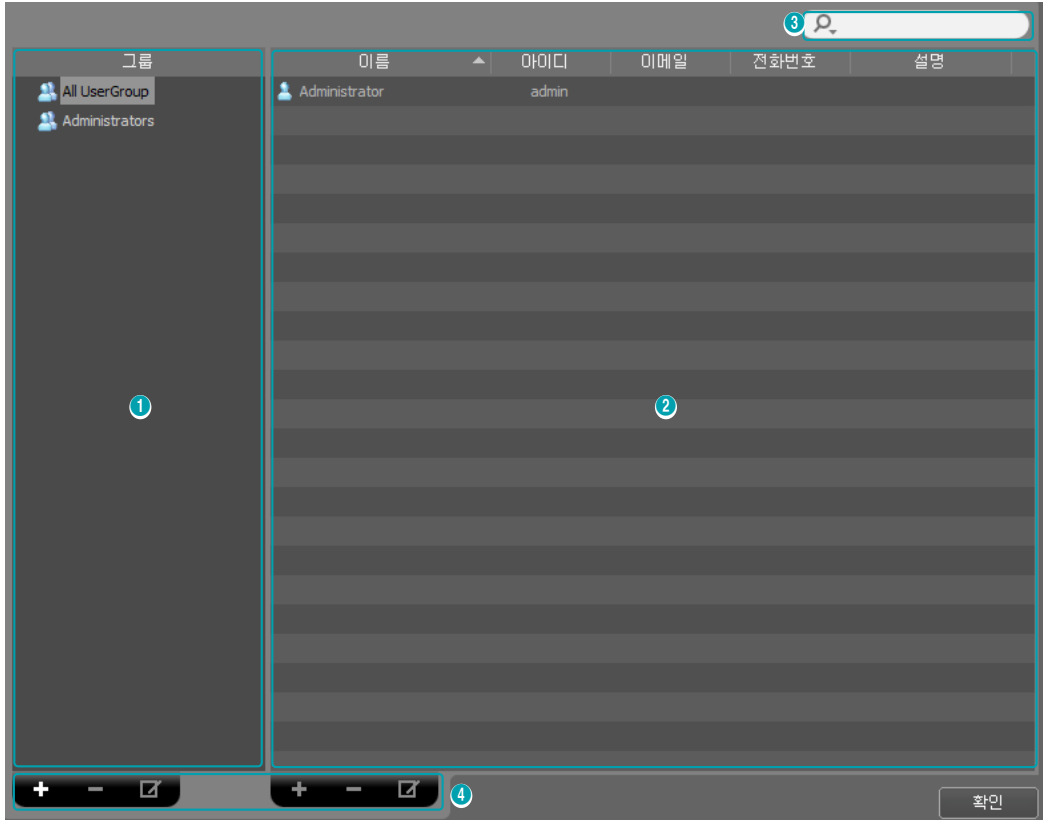 3
그룹
이름 아이디 이메일 전화번호 설명
All UserGroup
Administrator admin
Administrators
1
2
4
확인